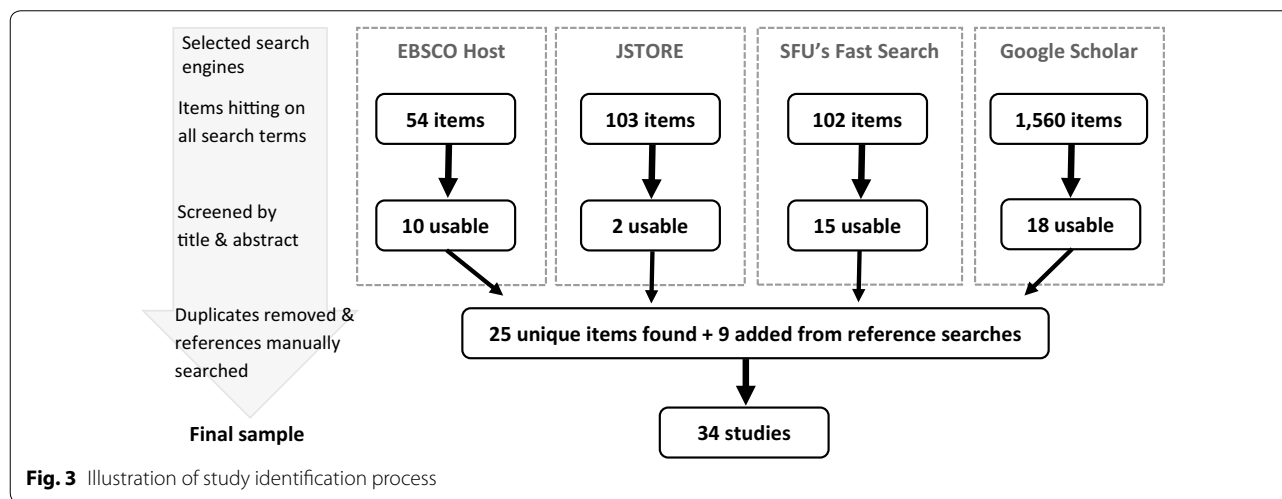 Selected search
engines
EBSCO Host
JSTORE
SFU's Fast Search
Google Scholar
Items hitting on
all search terms
54 items
103 items
102 items
1,560 items
Screened by
title & abstract
10 usable
2 usable
15 usable
18 usable
Duplicates removed &
references manually
searched
25 unique items found + 9 added from reference searches
Final sample
34 studies
Fig. 3 Illustration of study identification process